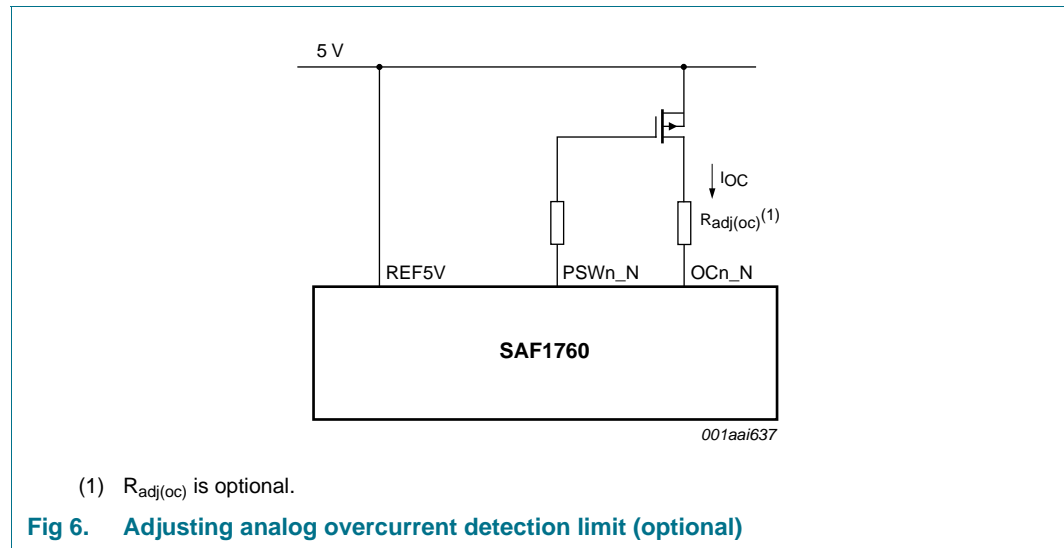 5 V
IOC
Radj(oc)(1)
REF5V
PSWn_N
OCn_N
SAF1760
001aai637
(1) Radj(oc) is optional.
Fig 6. Adjusting analog overcurrent detection limit (optional)